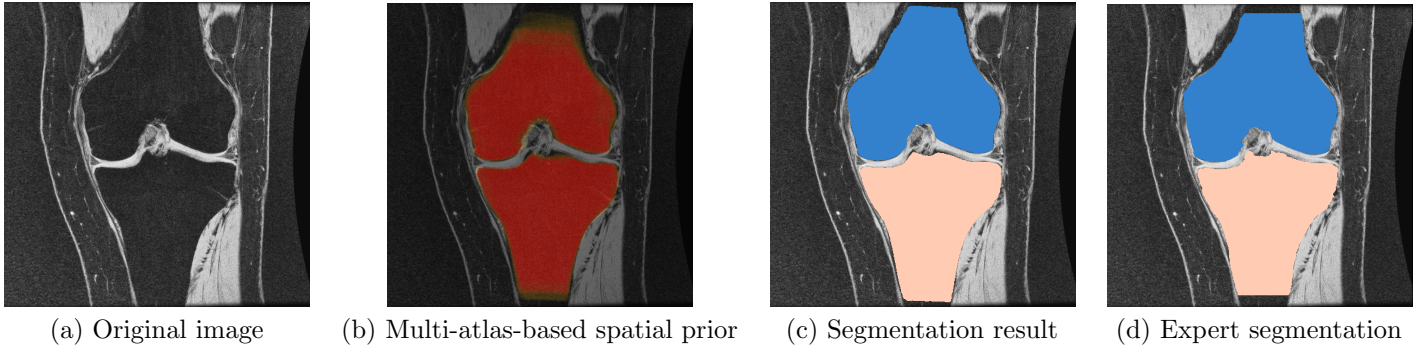 (a) Original image
(b) Multi-atlas-based spatial prior
(c) Segmentation result
(d) Expert segmentation